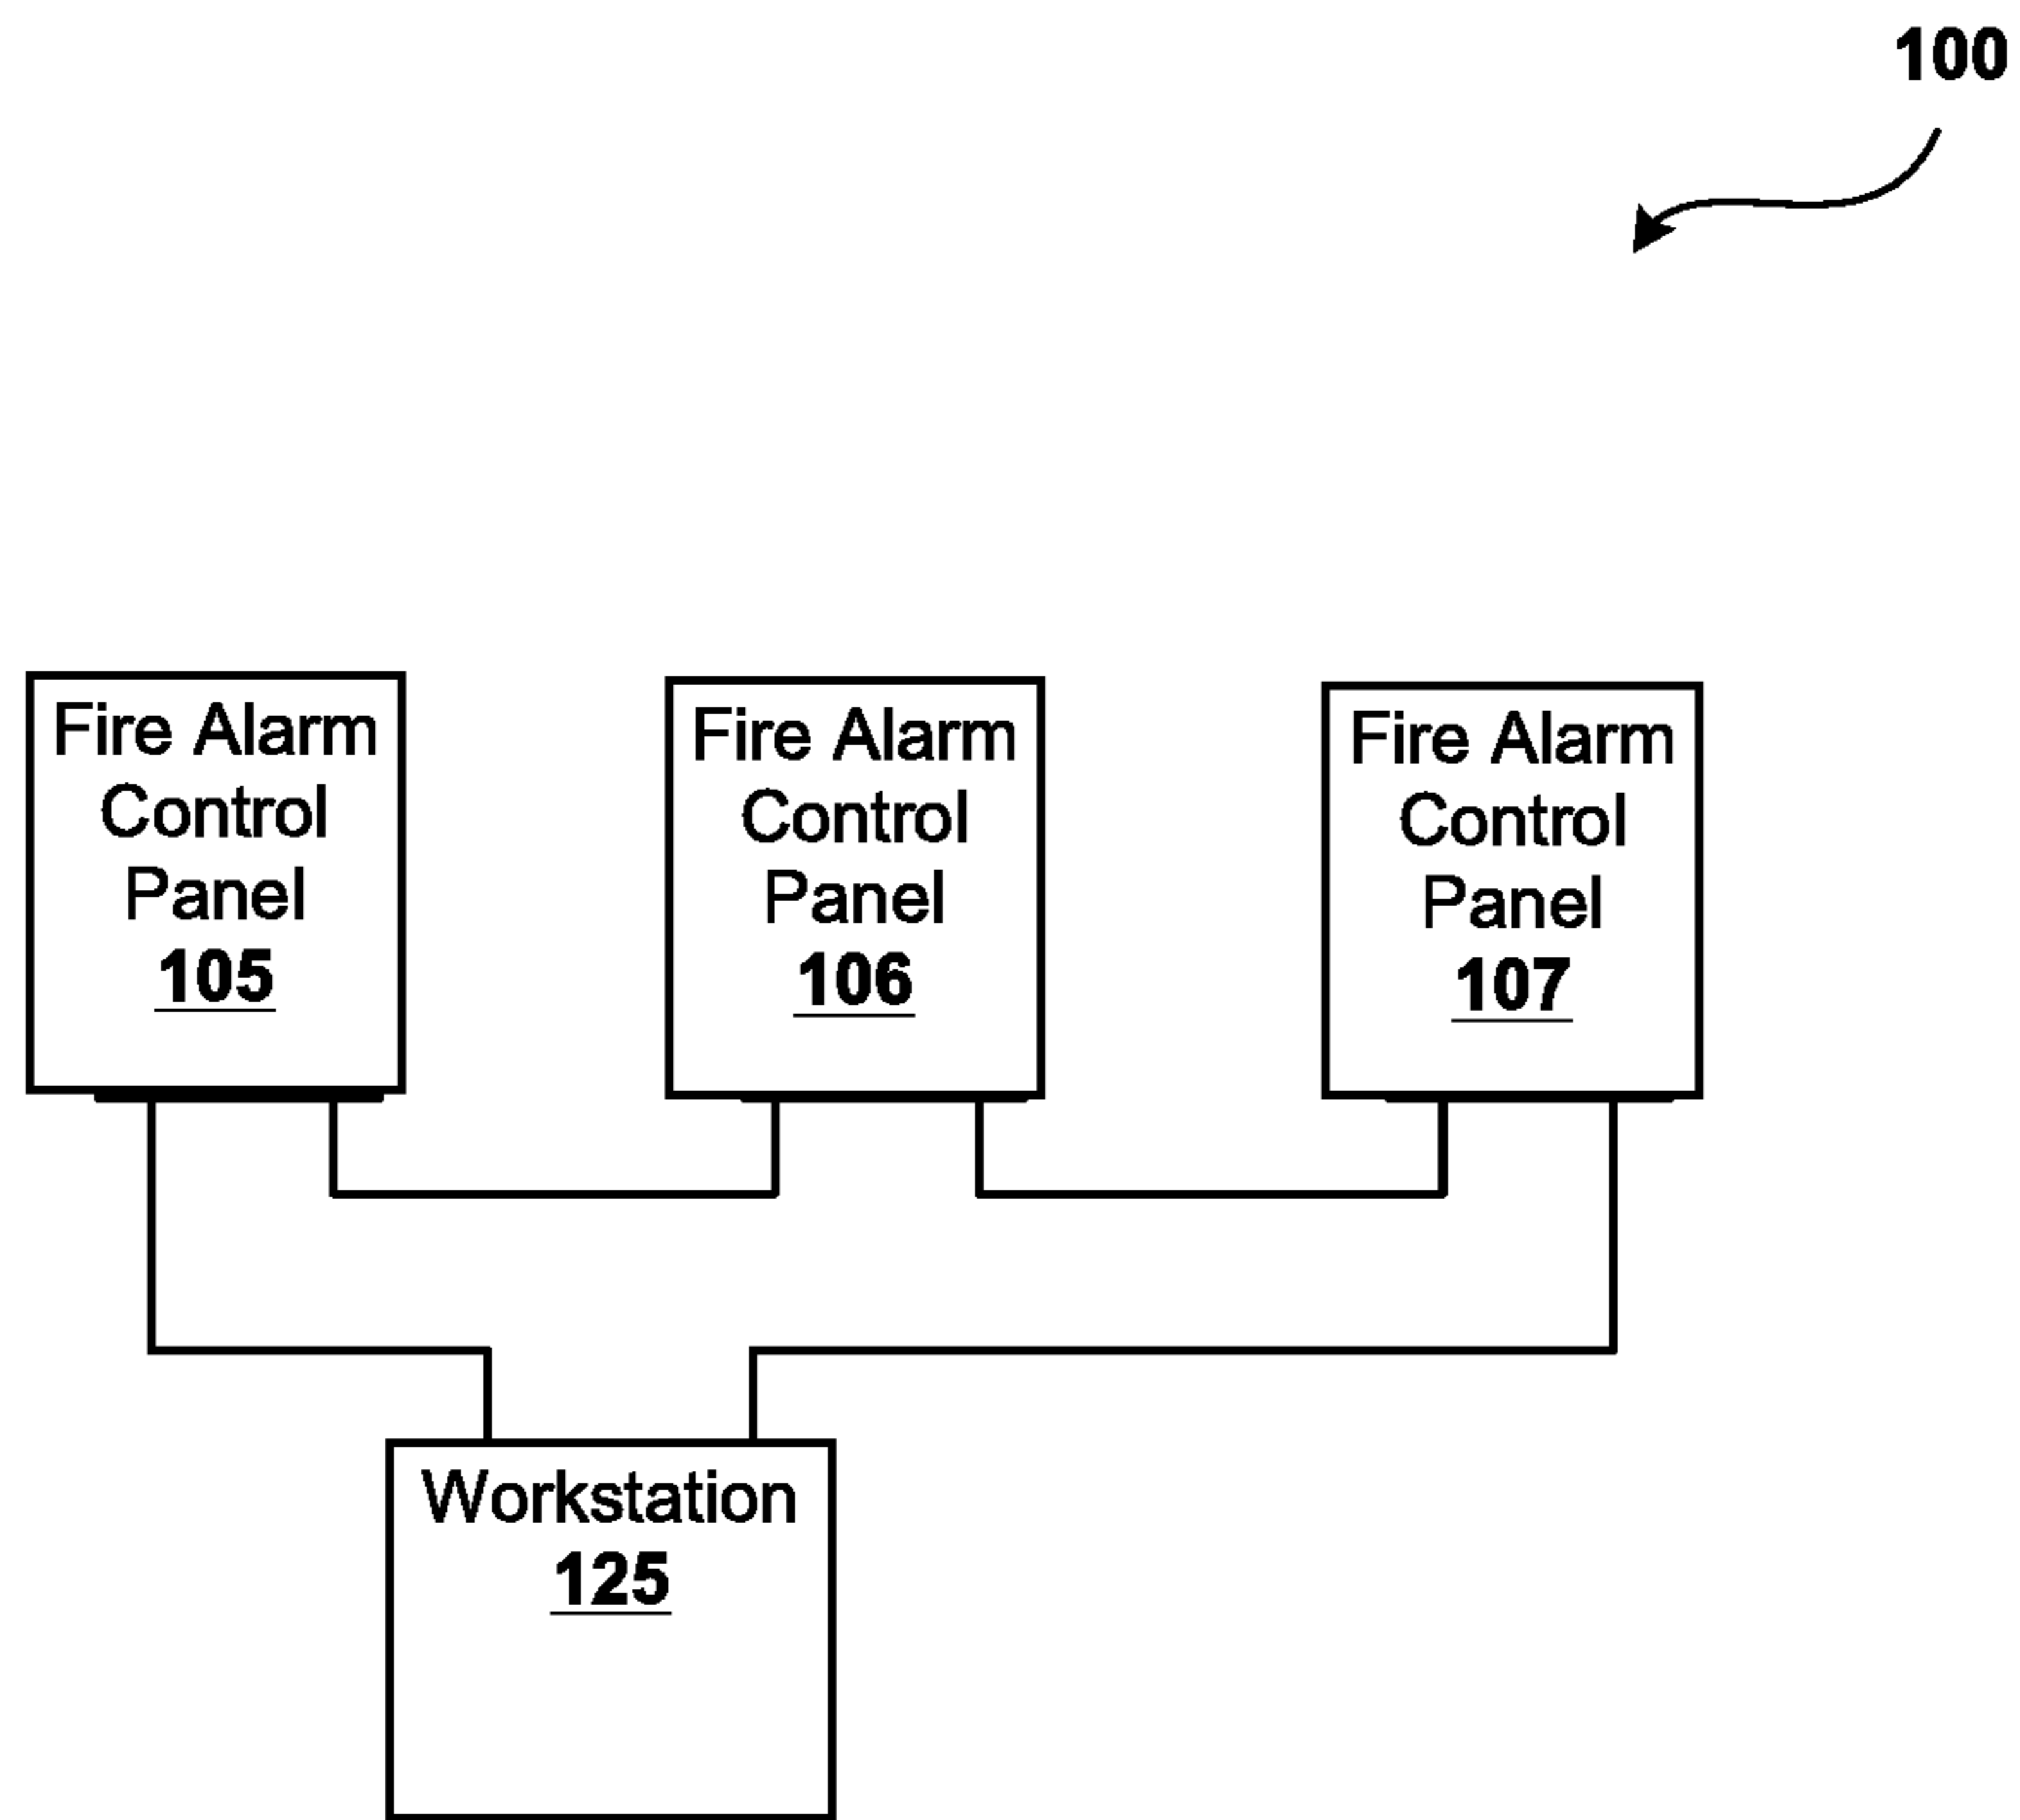 100
Fire Alarm
Control
Panel
105
Fire Alarm
Control
Panel
106
Fire Alarm
Control
Panel
107
Workstation
125